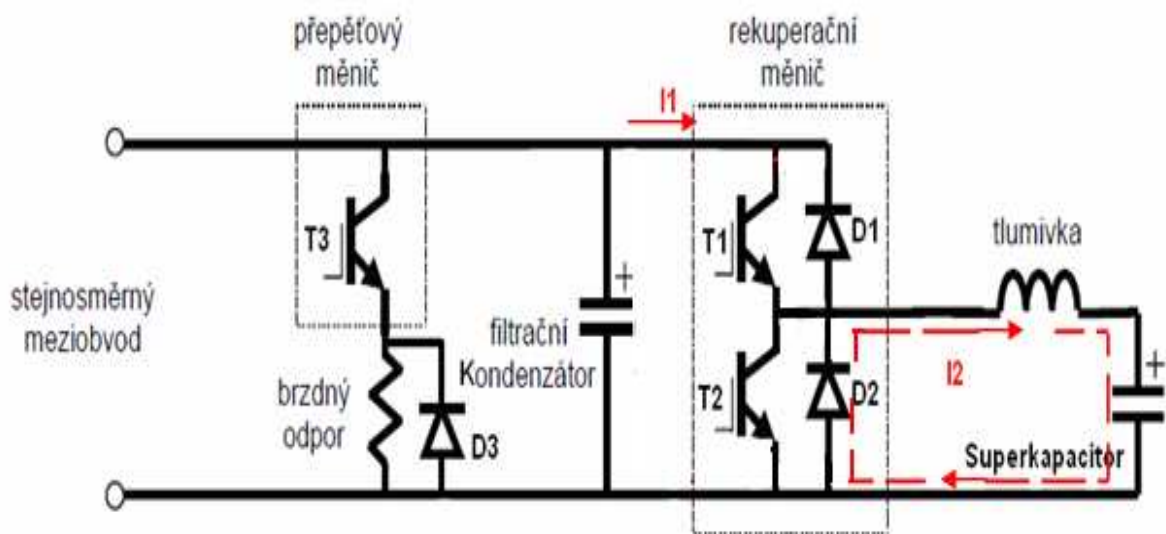 přepěťový
měnič
rekuperační
měnič
I1
T3
T1
D1
tlumivka
stejnosměrný
meziobvod
filtrační
Kondenzátor
I2
brzdný
odpor
D3
T2
D2
Superkapacitor